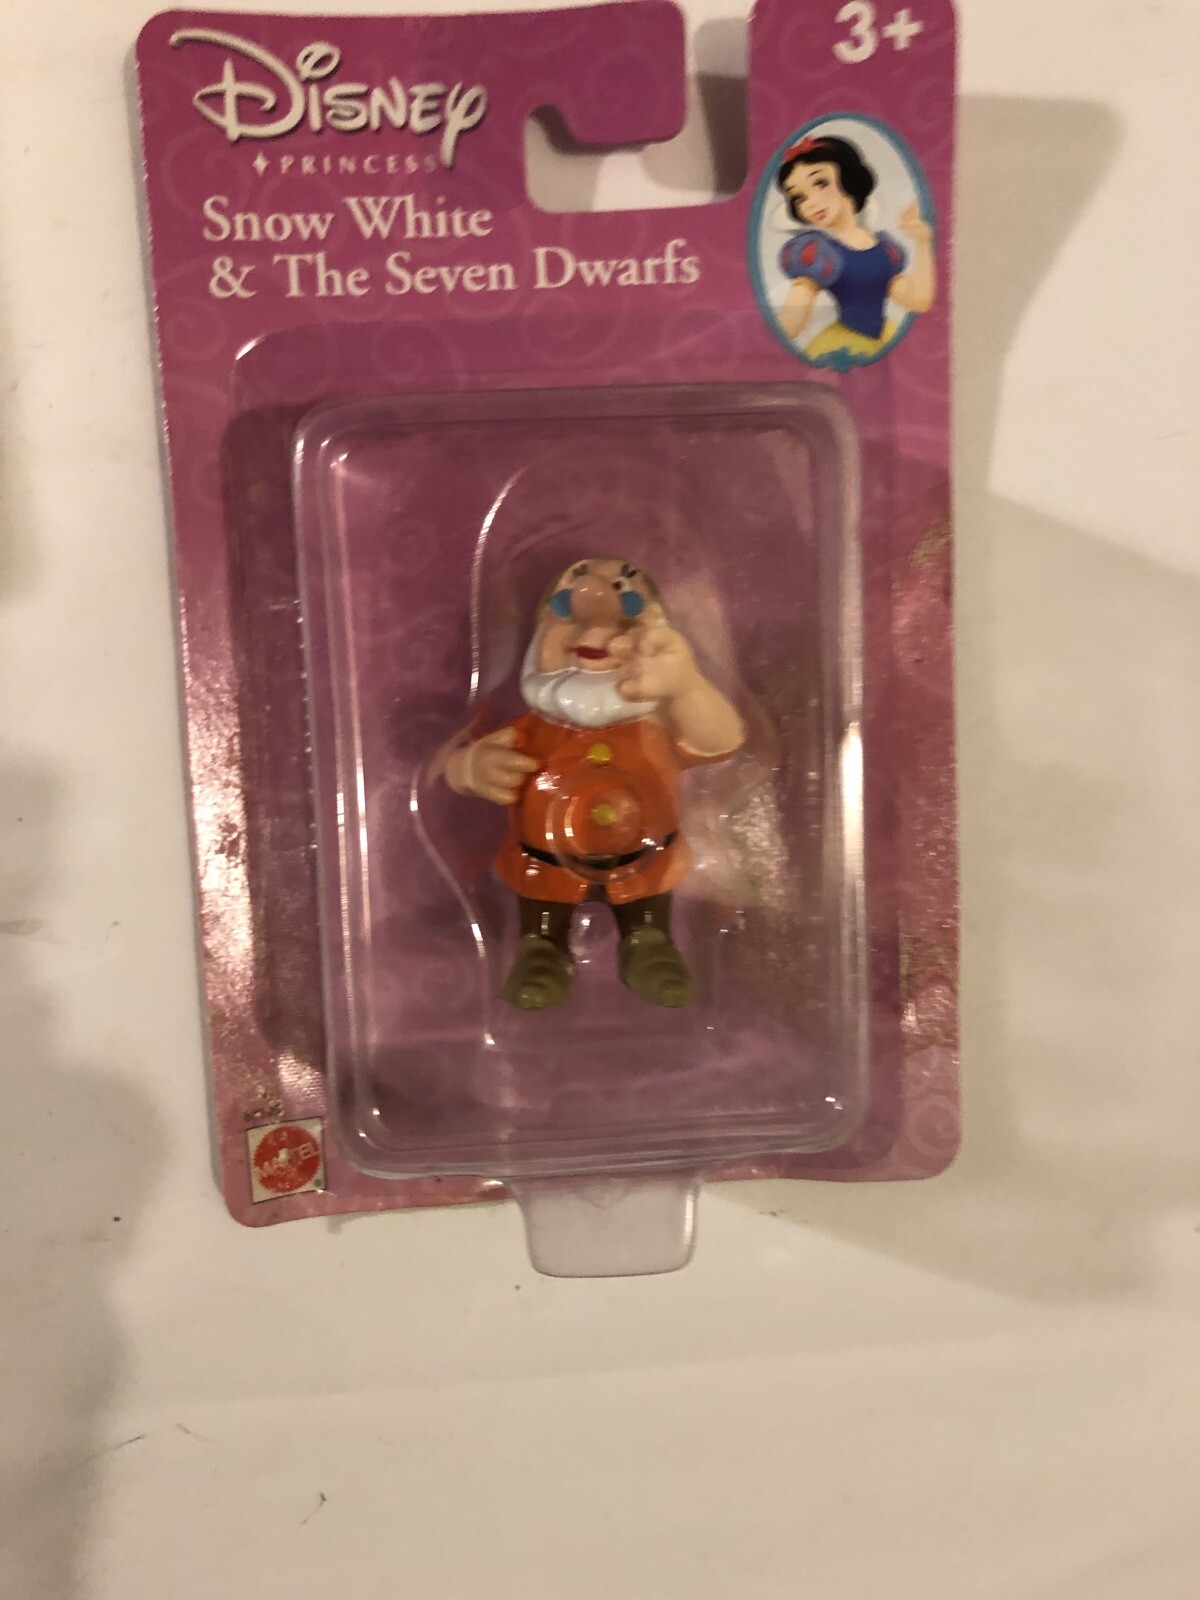 3+
DISNEY
PRINCESS
Snow White
& The Seven Dwarfs
MATTEL